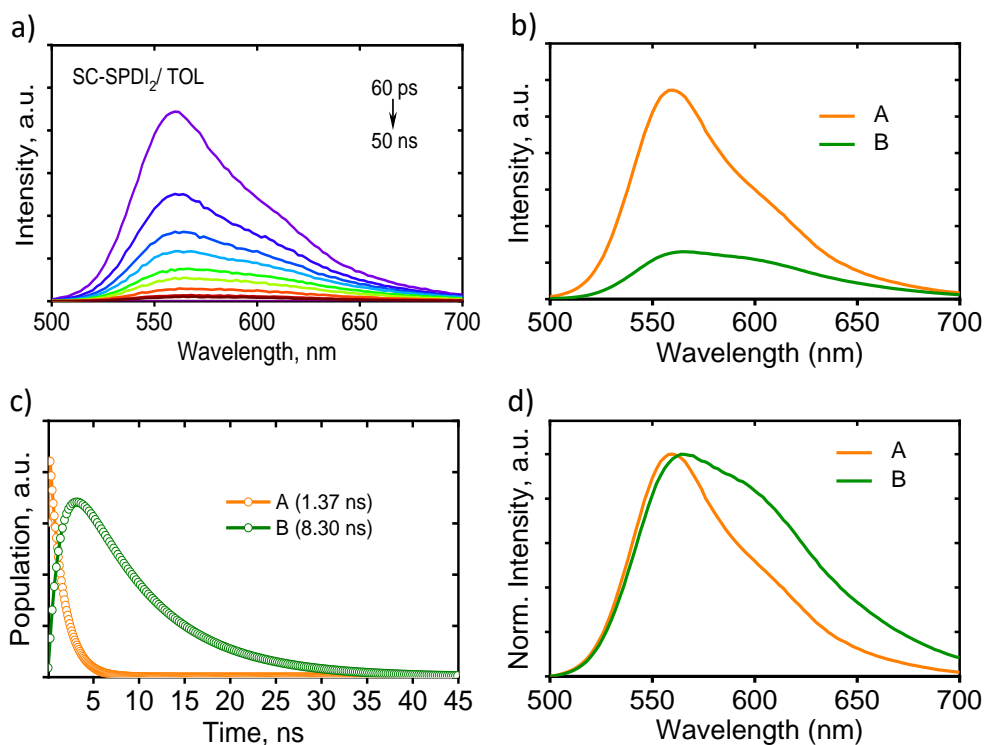 a)
SC-SPDI₂/ TOL
60 ps
50 ns
Intensity, a.u.
500 550 600 650 700
Wavelength, nm
b)
A
B
Intensity, a.u.
500 550 600 650 700
Wavelength (nm)
c)
A (1.37 ns)
B (8.30 ns)
Population, a.u.
5 10 15 20 25 30 35 40 45
Time, ns
d)
A
B
Norm. Intensity, a.u.
500 550 600 650 700
Wavelength (nm)